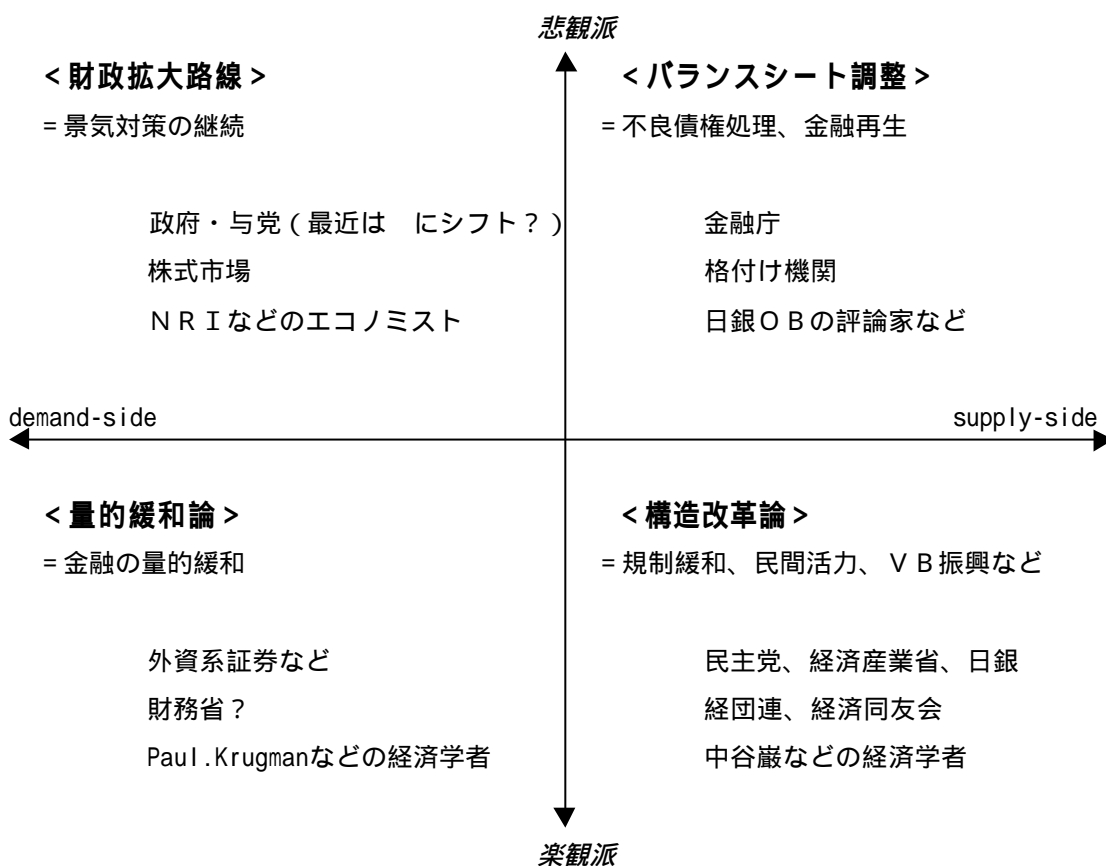 悲観派
＜財政拡大路線＞
＝景気対策の継続
政府・与党（最近は　にシフト？）
株式市場
ＮＲＩなどのエコノミスト
＜バランスシート調整＞
＝不良債権処理、金融再生
金融庁
格付け機関
日銀ＯＢの評論家など
demand-side
supply-side
＜量的緩和論＞
＝金融の量的緩和
外資系証券など
財務省？
Paul.Krugmanなどの経済学者
＜構造改革論＞
＝規制緩和、民間活力、ＶＢ振興など
民主党、経済産業省、日銀
経団連、経済同友会
中谷巌などの経済学者
楽観派